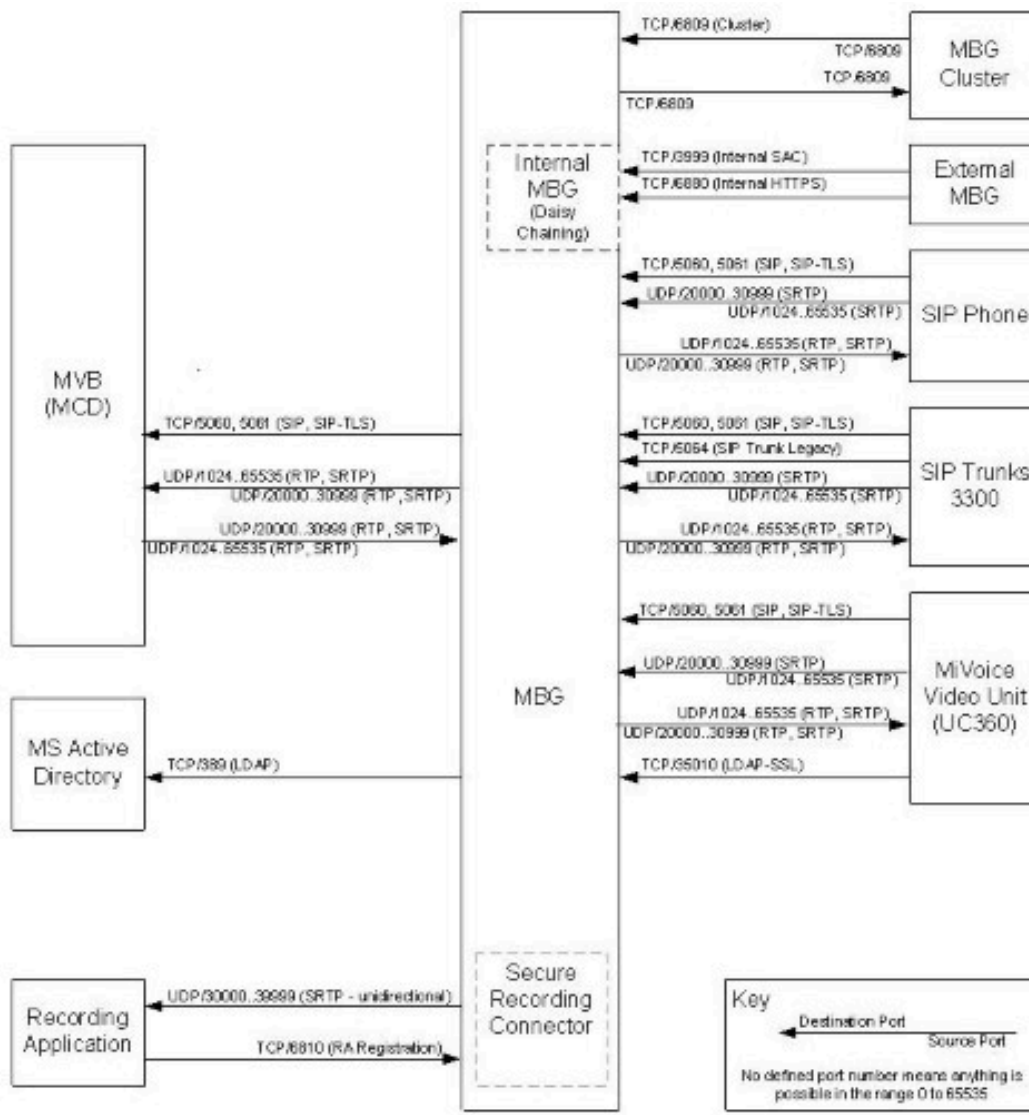 TCP/6809 (Cluster)
TCP/6809
TCP/6809
TCP/6809
MBG
Cluster
Internal
MBG
(Daisy
Chaining)
TCP/3999 (Internal SAC)
TCP/6880 (Internal HTTPS)
External
MBG
TCP/5060, 5061 (SIP, SIP-TLS)
UDP/20000..30999 (SRTP)
UDP/1024..65535 (SRTP)
UDP/1024..65535 (RTP, SRTP)
UDP/20000..30999 (RTP, SRTP)
SIP Phone
MVB
(MCD)
TCP/5060, 5061 (SIP, SIP-TLS)
UDP/1024..65535 (RTP, SRTP)
UDP/20000..30999 (RTP, SRTP)
UDP/20000..30999 (RTP, SRTP)
UDP/1024..65535 (RTP, SRTP)
TCP/5060, 5061 (SIP, SIP-TLS)
TCP/5064 (SIP Trunk Legacy)
UDP/20000..30999 (SRTP)
UDP/1024..65535 (SRTP)
UDP/1024..65535 (RTP, SRTP)
UDP/20000..30999 (RTP, SRTP)
SIP Trunks
3300
MBG
TCP/5060, 5061 (SIP, SIP-TLS)
UDP/20000..30999 (SRTP)
UDP/1024..65535 (SRTP)
UDP/1024..65535 (RTP, SRTP)
UDP/20000..30999 (RTP, SRTP)
TCP/35010 (LDAP-SSL)
MiVoice
Video Unit
(UC360)
MS Active
Directory
TCP/389 (LDAP)
Recording
Application
UDP/30000..39999 (SRTP - unidirectional)
TCP/6810 (RA Registration)
Secure
Recording
Connector
Key
Destination Port
Source Port
No defined port number means anything is
possible in the range 0 to 65535